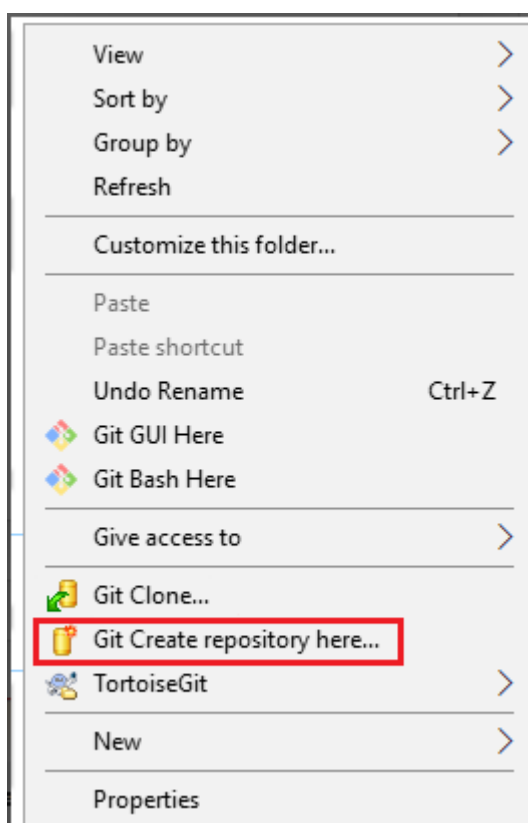 View
Sort by
Group by
Refresh
Customize this folder...
Paste
Paste shortcut
Undo Rename Ctrl+Z
Git GUI Here
Git Bash Here
Give access to
Git Clone...
Git Create repository here...
TortoiseGit
New
Properties